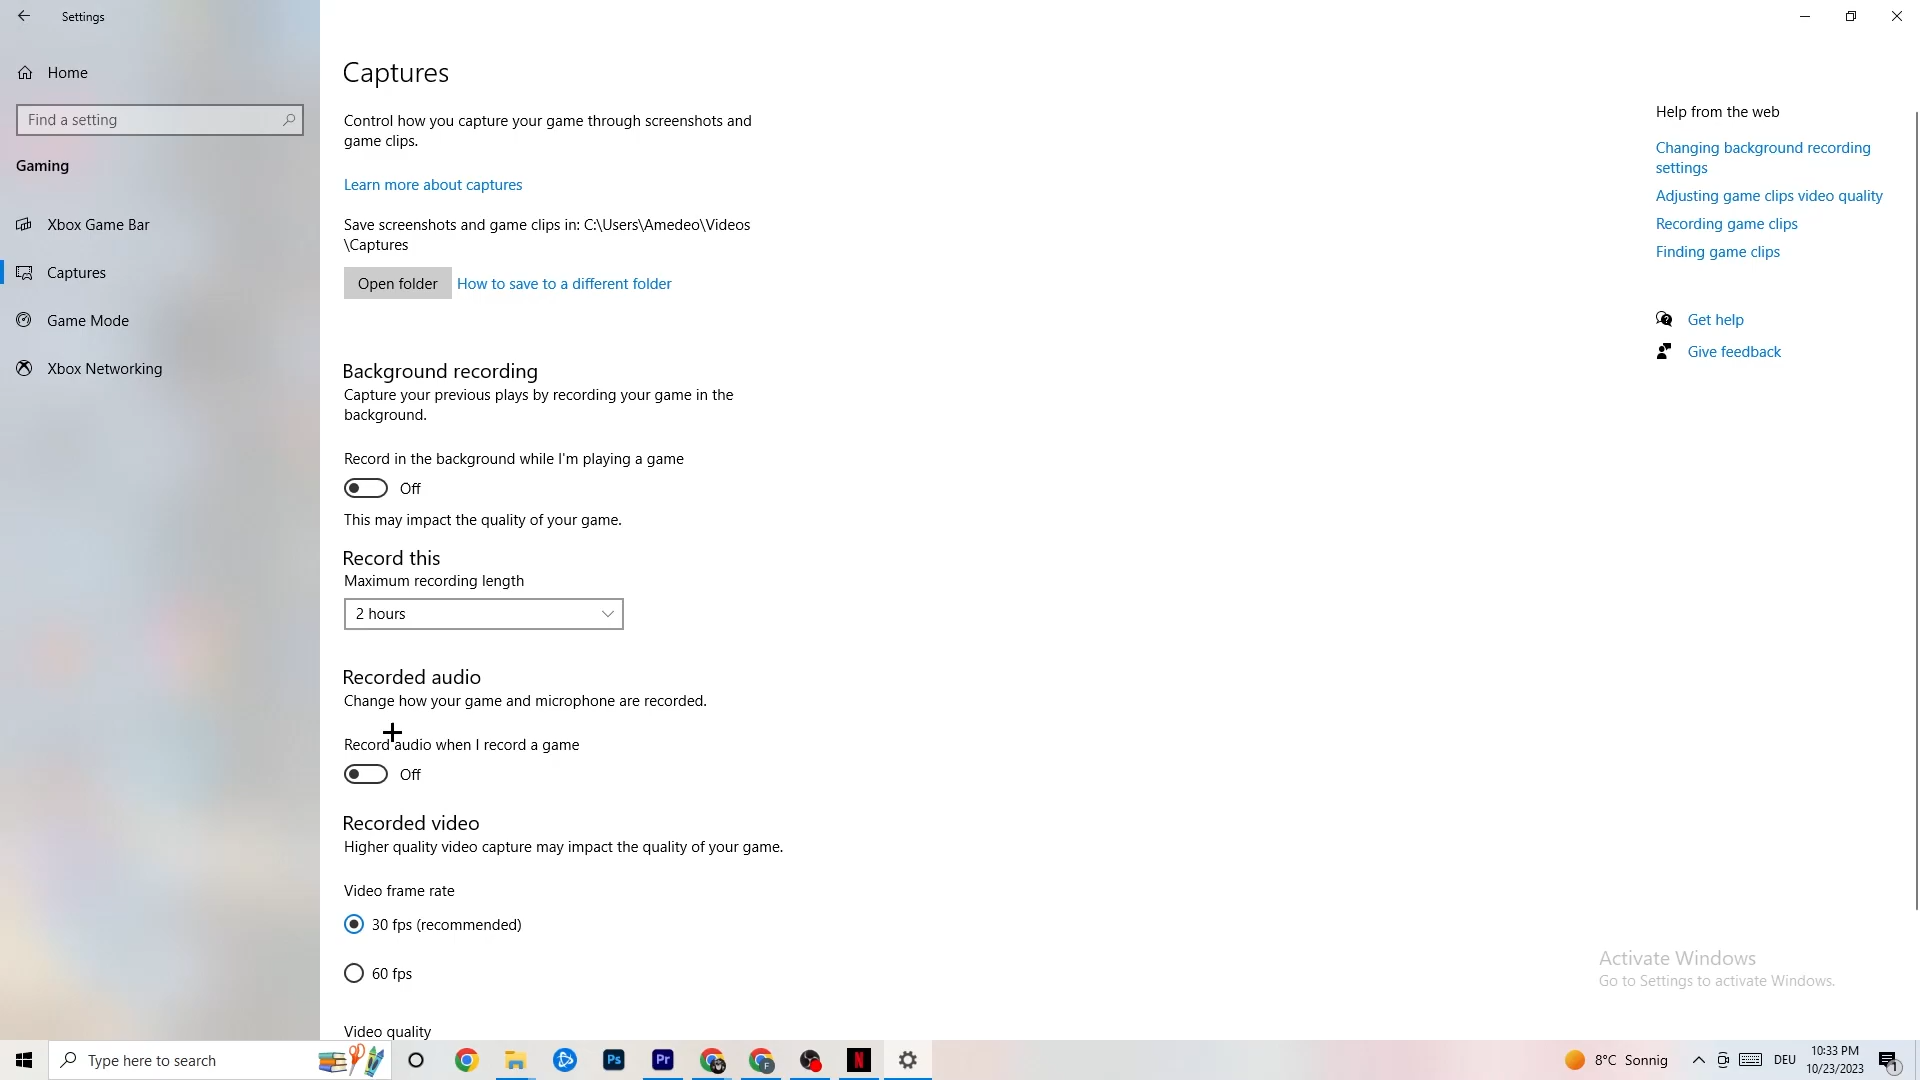 Settings
Home
Find a setting
Gaming
Xbox Game Bar
Captures
Game Mode
Xbox Networking
Captures
Control how you capture your game through screenshots and
game clips.
Learn more about captures
Save screenshots and game clips in: C:\Users\Amedeo\Videos
\Captures
Open folder
How to save to a different folder
Background recording
Capture your previous plays by recording your game in the
background.
Record in the background while I'm playing a game
Off
This may impact the quality of your game.
Record this
Maximum recording length
2 hours
Recorded audio
Change how your game and microphone are recorded.
Record audio when I record a game
Off
Recorded video
Higher quality video capture may impact the quality of your game.
Video frame rate
30 fps (recommended)
60 fps
Video quality
Help from the web
Changing background recording
settings
Adjusting game clips video quality
Recording game clips
Finding game clips
Get help
Give feedback
Activate Windows
Go to Settings to activate Windows.
Type here to search
Ps
Pr
F
N
8°C Sonnig
DEU
10:33 PM
10/23/2023
1